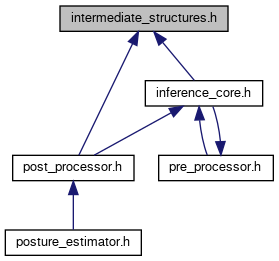 intermediate_structures.h
inference_core.h
post_processor.h
pre_processor.h
posture_estimator.h